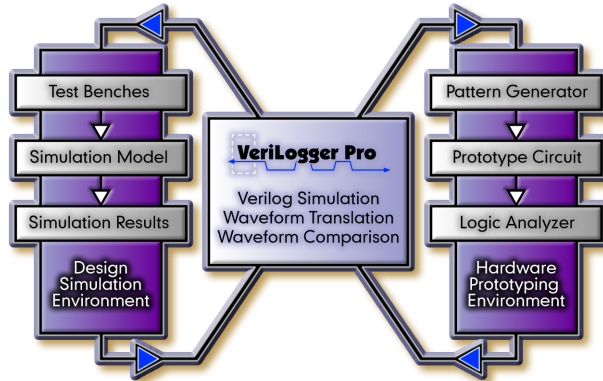 Test Benches
Simulation Model
Simulation Results
Design
Simulation
Environment
VeriLogger Pro
Verilog Simulation
Waveform Translation
Waveform Comparison
Pattern Generator
Prototype Circuit
Logic Analyzer
Hardware
Prototyping
Environment